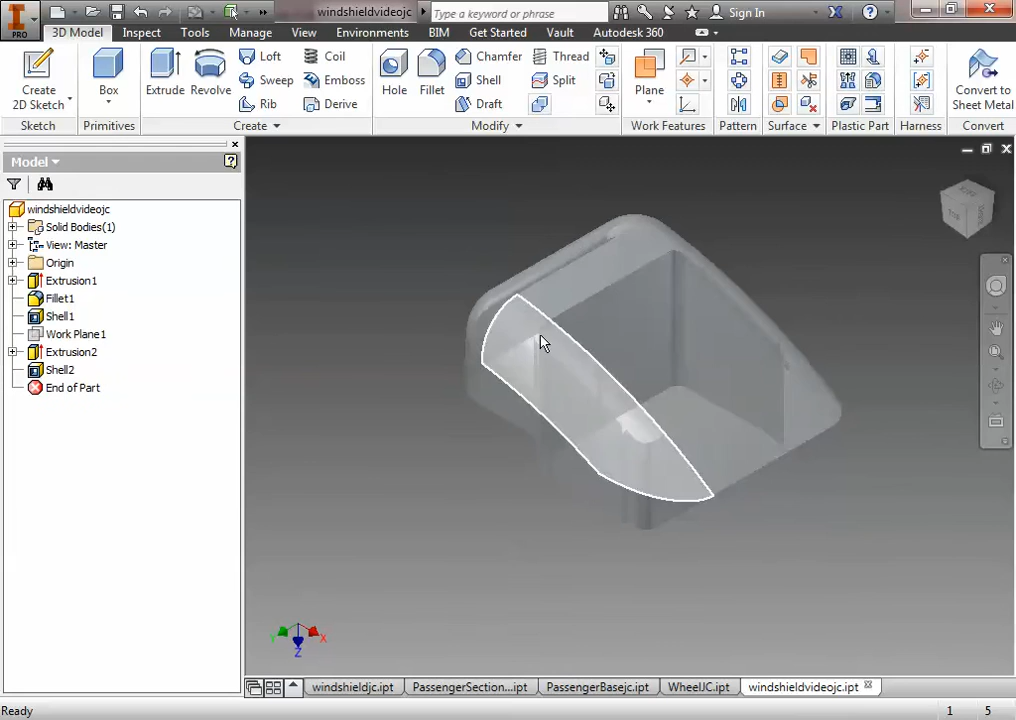 PRO
windshieldvideojc
Type a keyword or phrase
Sign In
3D Model Inspect Tools Manage View Environments BIM Get Started Vault Autodesk 360
Create
2D Sketch
Box
Extrude
Revolve
Loft
Sweep
Rib
Coil
Emboss
Derive
Hole
Fillet
Chamfer
Shell
Draft
Thread
Split
Plane
Convert to
Sheet Metal
Sketch Primitives Create Modify Work Features Pattern Surface Plastic Part Harness Convert
Model
windshieldvideojc
Solid Bodies(1)
View: Master
Origin
Extrusion1
Fillet1
Shell1
Work Plane1
Extrusion2
Shell2
End of Part
Y
X
Z
windshieldjc.ipt PassengerSection...ipt PassengerBasejc.ipt WheelJC.ipt windshieldvideojc.ipt
Ready 1 5